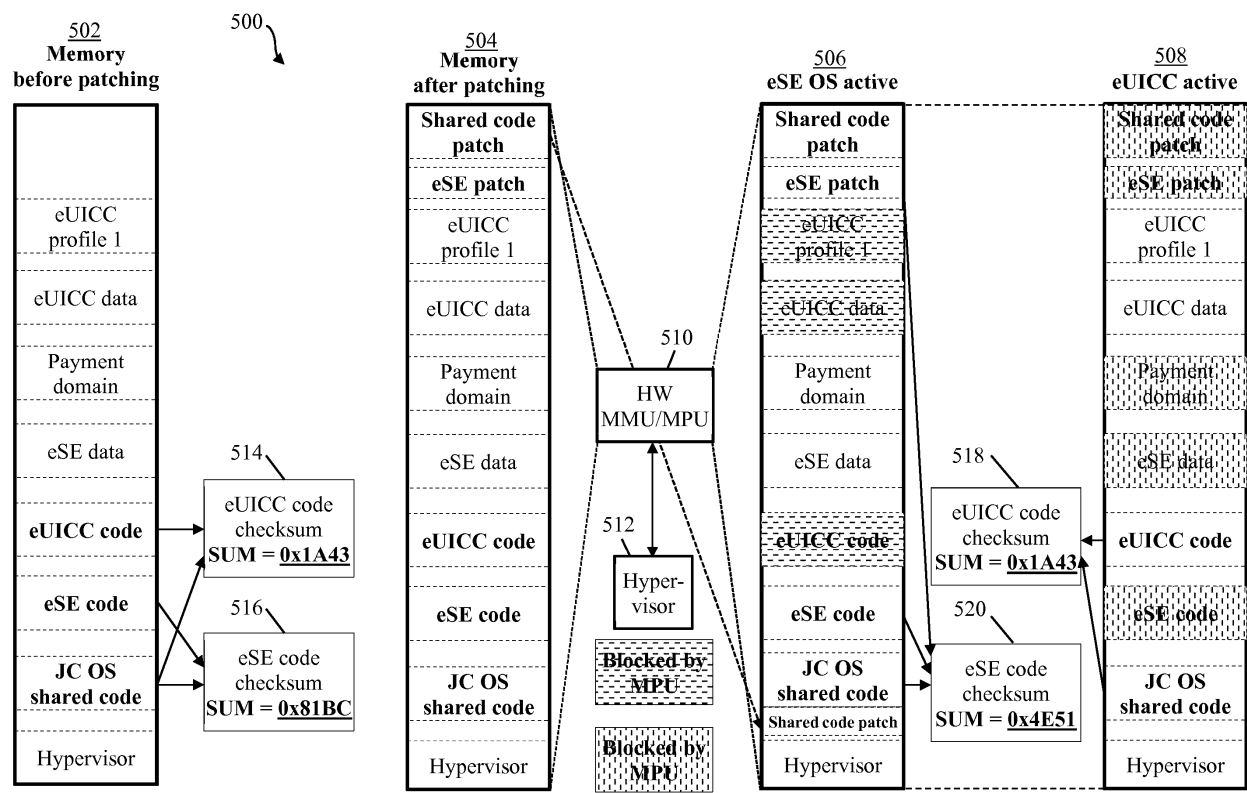 502
Memory
before patching
eUICC
profile 1
eUICC data
Payment
domain
eSE data
eUICC code
eSE code
JC OS
shared code
Hypervisor
500
514
eUICC code
checksum
SUM = 0x1A43
516
eSE code
checksum
SUM = 0x81BC
504
Memory
after patching
Shared code
patch
eSE patch
eUICC
profile 1
eUICC data
Payment
domain
eSE data
eUICC code
eSE code
JC OS
shared code
Hypervisor
510
HW
MMU/MPU
512
Hyper-
visor
Blocked by
MPU
Blocked by
MPU
506
eSE OS active
Shared code
patch
eSE patch
eUICC
profile 1
eUICC data
Payment
domain
eSE data
eUICC code
eSE code
JC OS
shared code
Shared code patch
Hypervisor
518
eUICC code
checksum
SUM = 0x1A43
520
eSE code
checksum
SUM = 0x4E51
508
eUICC active
Shared code
patch
eSE patch
eUICC
profile 1
eUICC data
Payment
domain
eSE data
eUICC code
eSE code
JC OS
shared code
Hypervisor